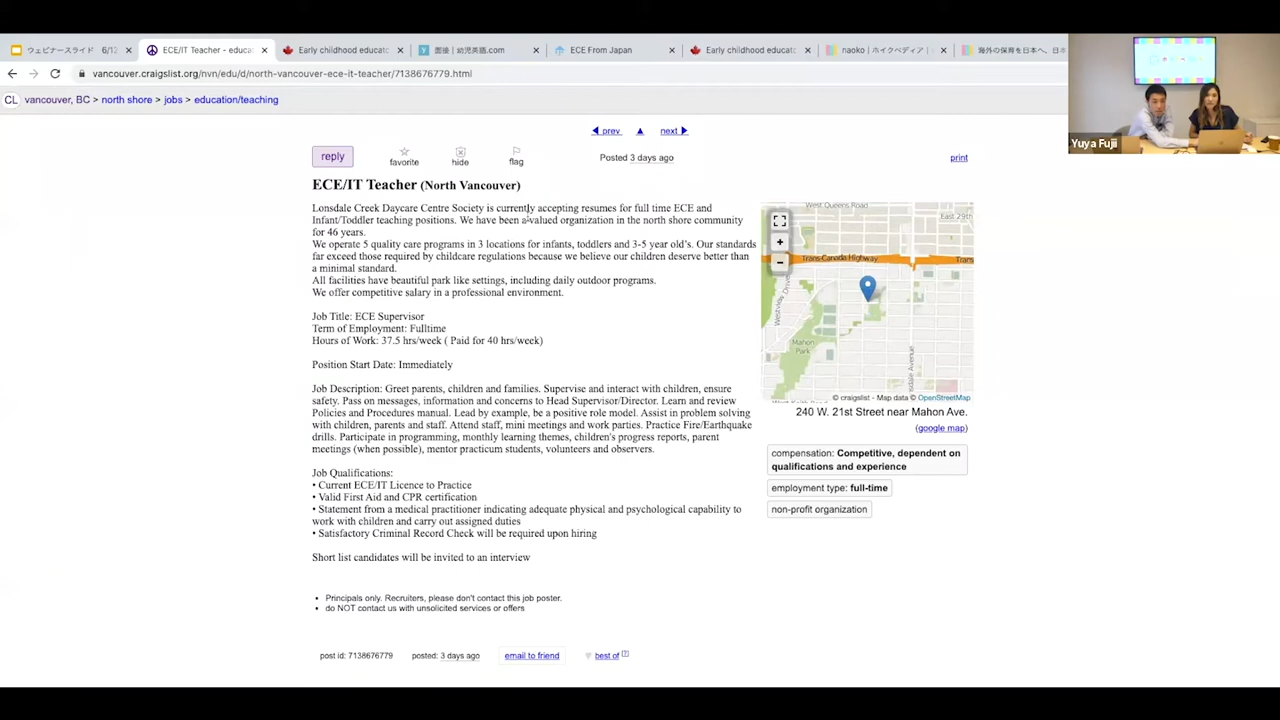 ウェビナースライド 6/12
ECE/IT Teacher - educat
Early childhood educato
面接 | 幼児英語.com
ECE From Japan
Early childhood educato
naoko | ホイクペディア |
海外の保育を日本へ、日
vancouver.craigslist.org/nvn/edu/d/north-vancouver-ece-it-teacher/7138676779.html
CL vancouver, BC > north shore > jobs > education/teaching
Yuya Fujii
◀ prev ▲ next ▶
reply
favorite
hide
flag
Posted 3 days ago
print
ECE/IT Teacher (North Vancouver)
Lonsdale Creek Daycare Centre Society is currently accepting resumes for full time ECE and
Infant/Toddler teaching positions. We have been a valued organization in the north shore community
for 46 years.
We operate 5 quality care programs in 3 locations for infants, toddlers and 3-5 year old's. Our standards
far exceed those required by childcare regulations because we believe our children deserve better than
a minimal standard.
All facilities have beautiful park like settings, including daily outdoor programs.
We offer competitive salary in a professional environment.
Job Title: ECE Supervisor
Term of Employment: Fulltime
Hours of Work: 37.5 hrs/week ( Paid for 40 hrs/week)
Position Start Date: Immediately
Job Description: Greet parents, children and families. Supervise and interact with children, ensure
safety. Pass on messages, information and concerns to Head Supervisor/Director. Learn and review
Policies and Procedures manual. Lead by example, be a positive role model. Assist in problem solving
with children, parents and staff. Attend staff, mini meetings and work parties. Practice Fire/Earthquake
drills. Participate in programming, monthly learning themes, children's progress reports, parent
meetings (when possible), mentor practicum students, volunteers and observers.
Job Qualifications:
• Current ECE/IT Licence to Practice
• Valid First Aid and CPR certification
• Statement from a medical practitioner indicating adequate physical and psychological capability to
work with children and carry out assigned duties
• Satisfactory Criminal Record Check will be required upon hiring
Short list candidates will be invited to an interview
• Principals only. Recruiters, please don't contact this job poster.
• do NOT contact us with unsolicited services or offers
post id: 7138676779
posted: 3 days ago
email to friend
best of [?]
West Queens Road
East 29th
Trans-Canada Highway
Trans
Westview Drive
Mahon
Park
nsdale Avenue
+
−
© craigslist - Map data © OpenStreetMap
240 W. 21st Street near Mahon Ave.
(google map)
compensation: Competitive, dependent on
qualifications and experience
employment type: full-time
non-profit organization